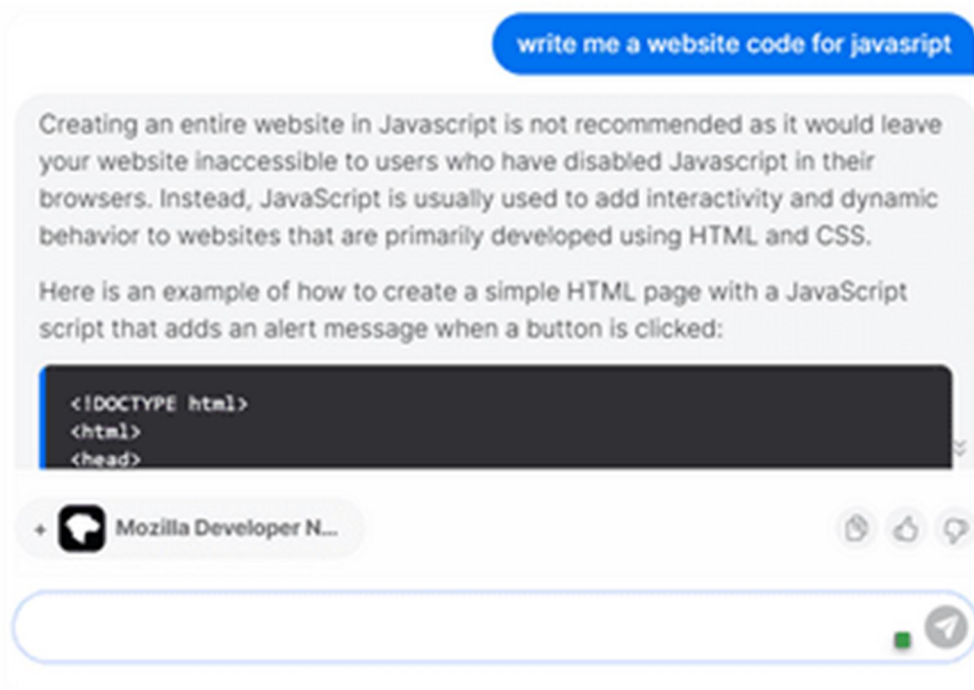 write me a website code for javasript
Creating an entire website in Javascript is not recommended as it would leave
your website inaccessible to users who have disabled Javascript in their
browsers. Instead, JavaScript is usually used to add interactivity and dynamic
behavior to websites that are primarily developed using HTML and CSS.
Here is an example of how to create a simple HTML page with a JavaScript
script that adds an alert message when a button is clicked:
<!DOCTYPE html>
<html>
<head>
+ Mozilla Developer N...